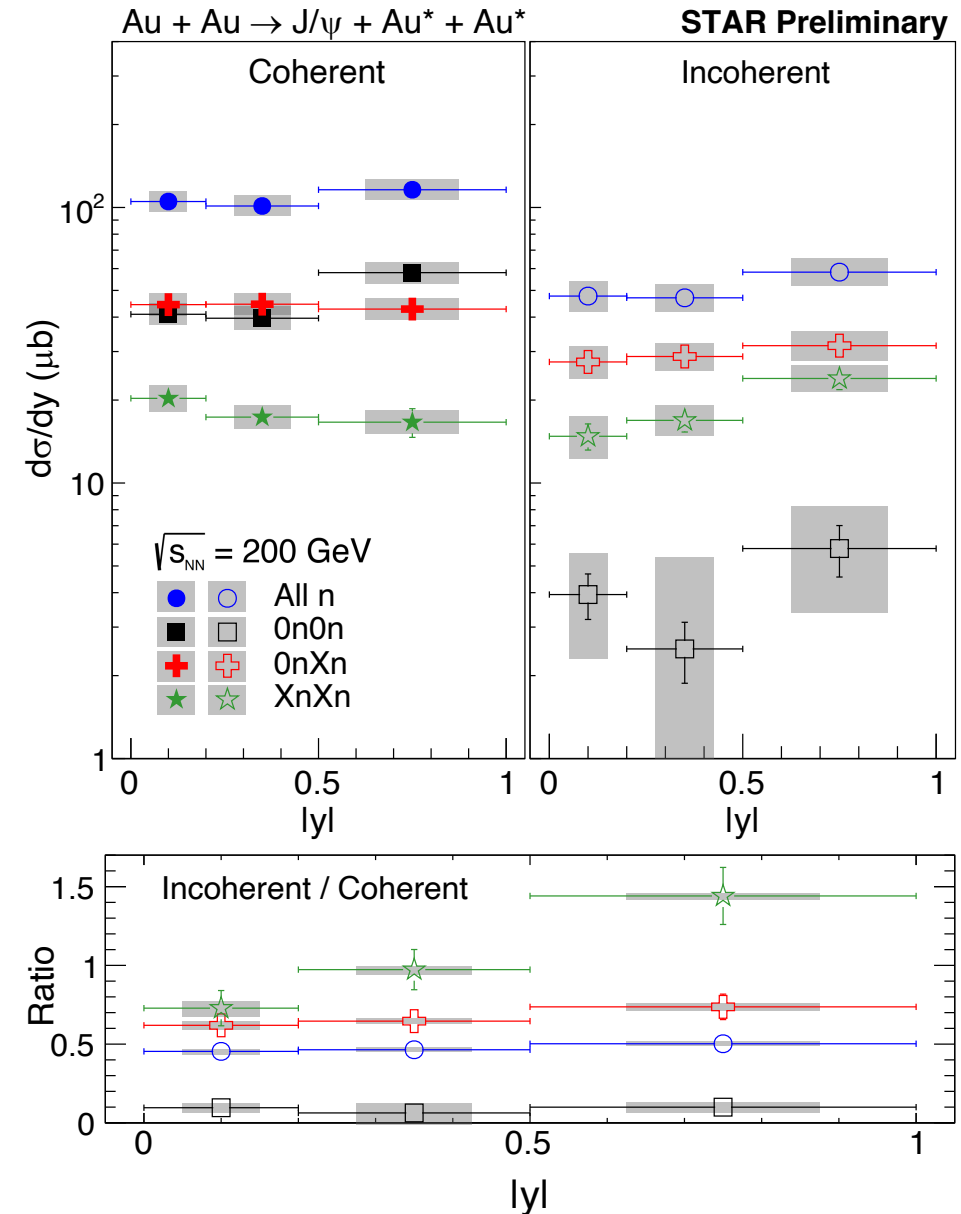 Au + Au → J/ψ + Au* + Au*
STAR Preliminary
Coherent
Incoherent
10²
10
1
dσ/dy (μb)
√s_NN = 200 GeV
All n
0n0n
0nXn
XnXn
0 0.5 1
|y|
0 0.5 1
|y|
Incoherent / Coherent
1.5
1
0.5
0
Ratio
0 0.5 1
|y|